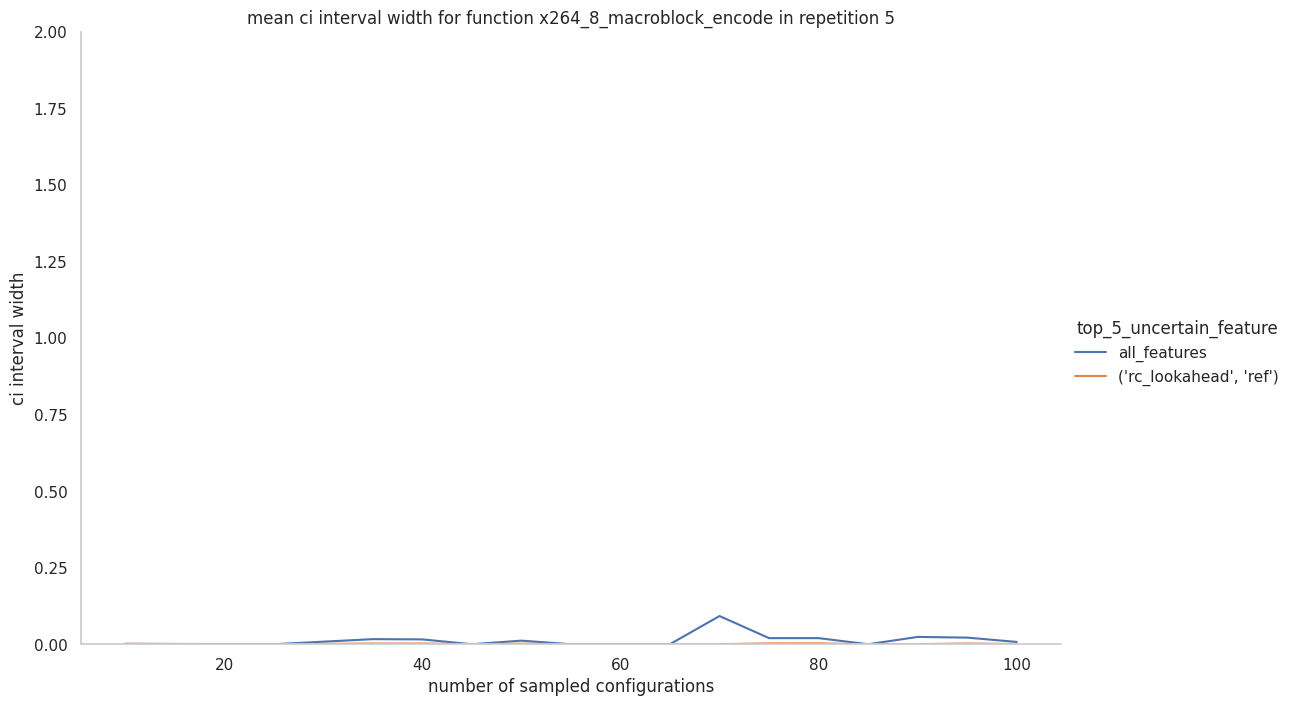 mean ci interval width for function x264_8_macroblock_encode in repetition 5
2.00
1.75
1.50
1.25
1.00
0.75
0.50
0.25
0.00
ci interval width
20
40
60
80
100
number of sampled configurations
top_5_uncertain_feature
all_features
('rc_lookahead', 'ref')